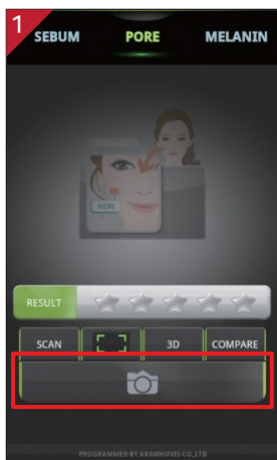 1
SEBUM PORE MELANIN
HERE
RESULT
SCAN 3D COMPARE
PROGRAMMED BY ARAMHUVIS CO.,LTD